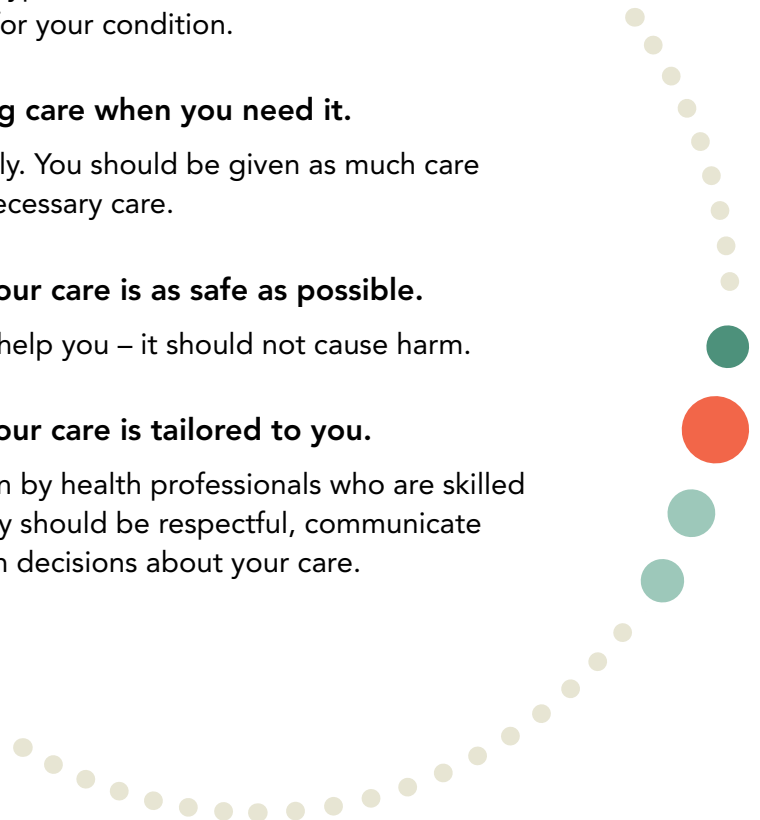 for your condition.
g care when you need it.
ly. You should be given as much care
ecessary care.
our care is as safe as possible.
help you – it should not cause harm.
our care is tailored to you.
n by health professionals who are skilled
y should be respectful, communicate
n decisions about your care.